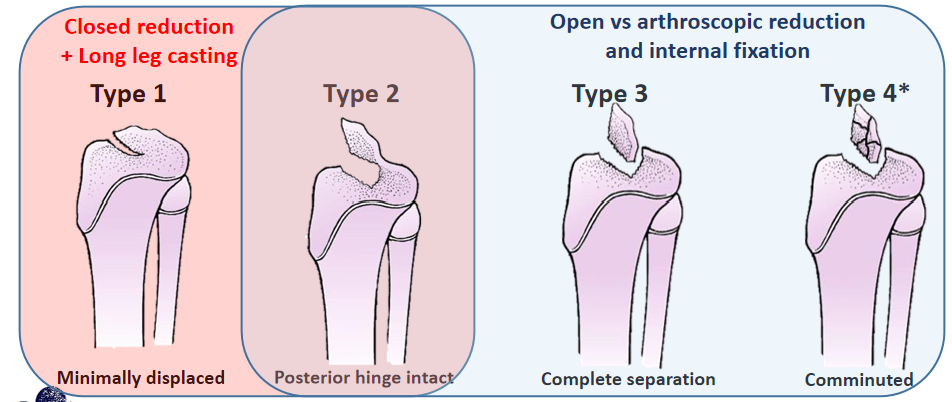 Closed reduction
+ Long leg casting
Open vs arthroscopic reduction
and internal fixation
Type 1
Type 2
Type 3
Type 4*
Minimally displaced
Posterior hinge intact
Complete separation
Comminuted